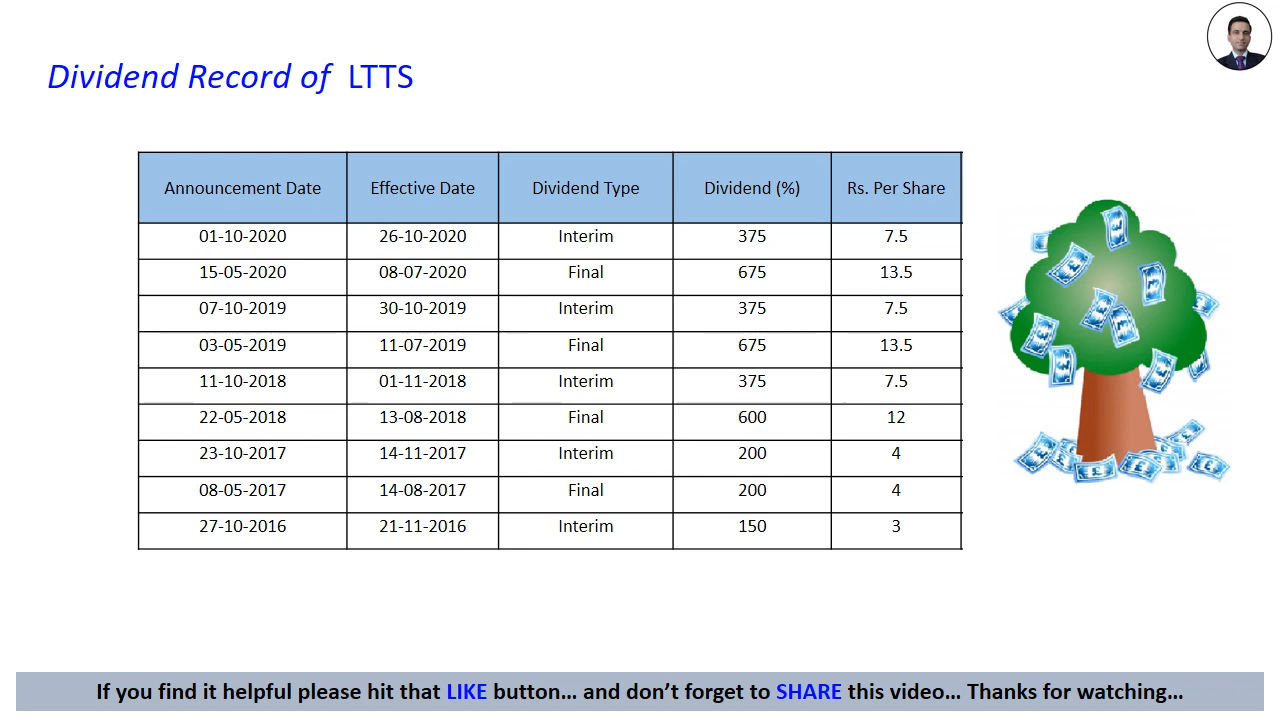 Dividend Record of LTTS
Announcement Date Effective Date Dividend Type Dividend (%) Rs. Per Share
01-10-2020 26-10-2020 Interim 375 7.5
15-05-2020 08-07-2020 Final 675 13.5
07-10-2019 30-10-2019 Interim 375 7.5
03-05-2019 11-07-2019 Final 675 13.5
11-10-2018 01-11-2018 Interim 375 7.5
22-05-2018 13-08-2018 Final 600 12
23-10-2017 14-11-2017 Interim 200 4
08-05-2017 14-08-2017 Final 200 4
27-10-2016 21-11-2016 Interim 150 3
If you find it helpful please hit that LIKE button... and don’t forget to SHARE this video... Thanks for watching...